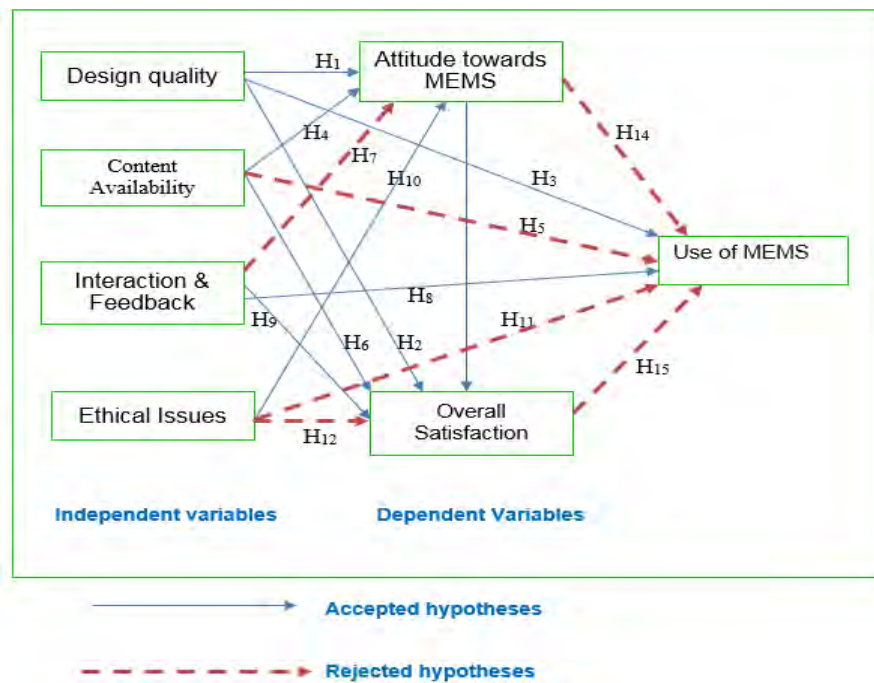 Design quality
H1
Attitude towards
MEMS
H4
H14
H7
Content
Availability
H10
H3
H5
Use of MEMS
Interaction &
Feedback
H8
H9
H11
H6
H2
H15
Ethical Issues
Overall
Satisfaction
H12
Independent variables
Dependent Variables
Accepted hypotheses
Rejected hypotheses